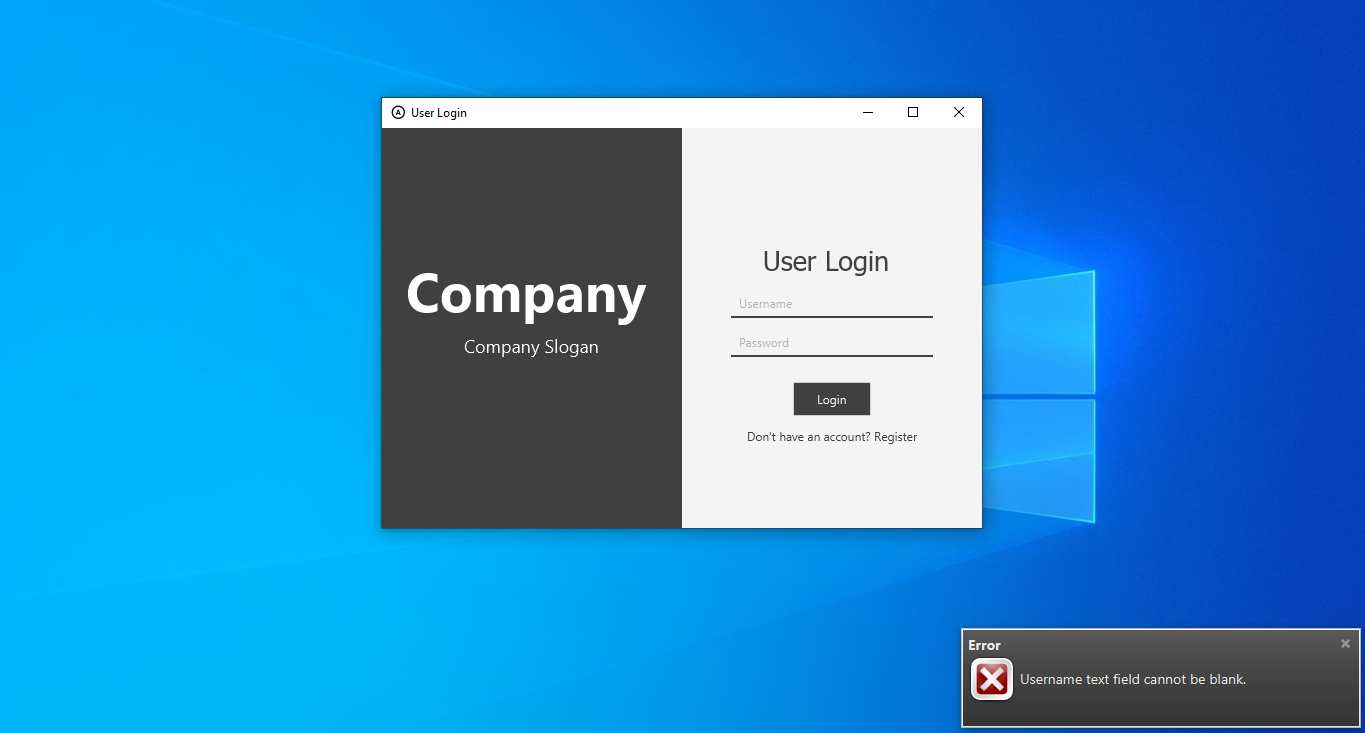 User Login
Company
Company Slogan
User Login
Username
Password
Login
Don't have an account? Register
Error
Username text field cannot be blank.